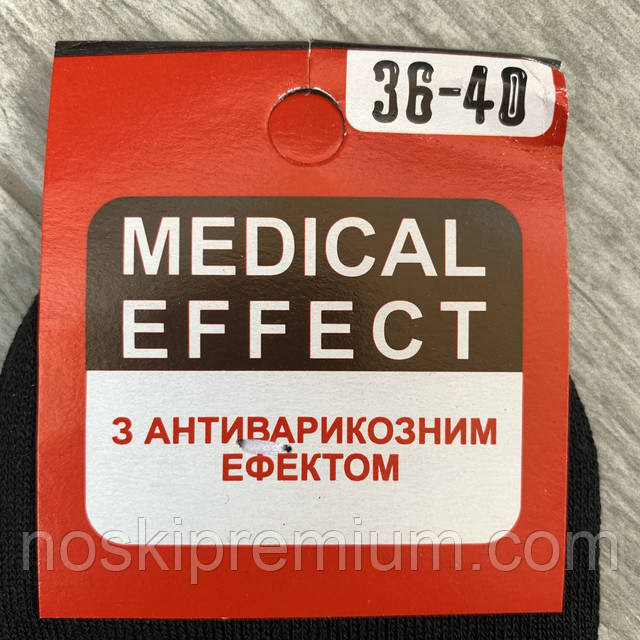 36-40
MEDICAL
EFFECT
З АНТИВАРИКОЗНИМ
ЕФЕКТОМ
noskipremium.com